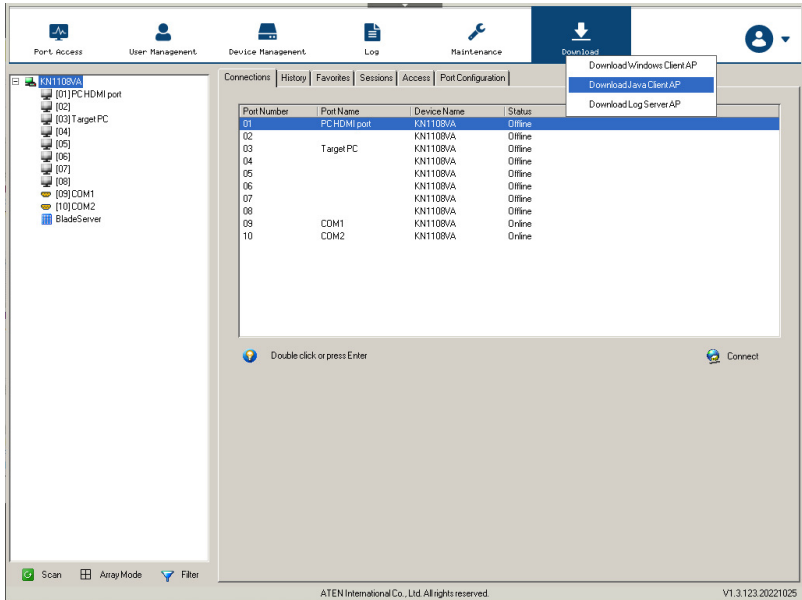 Port Access User Management Device Management Log Maintenance Download
Download Windows Client AP
Download Java Client AP
Download Log Server AP
KN1108VA
[01]PC HDMI port
[02]
[03]Target PC
[04]
[05]
[06]
[07]
[08]
[09]COM1
[10]COM2
BladeServer
Connections History Favorites Sessions Access Port Configuration
Port Number Port Name Device Name Status
01 PC HDMI port KN1108VA Offline
02 KN1108VA Offline
03 Target PC KN1108VA Offline
04 KN1108VA Offline
05 KN1108VA Offline
06 KN1108VA Offline
07 KN1108VA Offline
08 KN1108VA Offline
09 COM1 KN1108VA Online
10 COM2 KN1108VA Online
Double click or press Enter
Connect
Scan Array Mode Filter
ATEN International Co., Ltd. All rights reserved.
V1.3.123.20221025